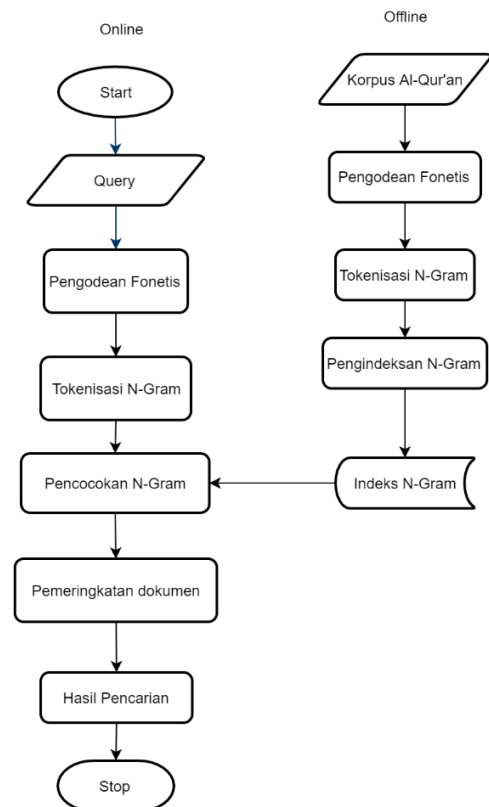 Online
Start
Query
Pengodean Fonetis
Tokenisasi N-Gram
Pencocokan N-Gram
Pemeringkatan dokumen
Hasil Pencarian
Stop
Offline
Korpus Al-Qur'an
Pengodean Fonetis
Tokenisasi N-Gram
Pengindeksan N-Gram
Indeks N-Gram